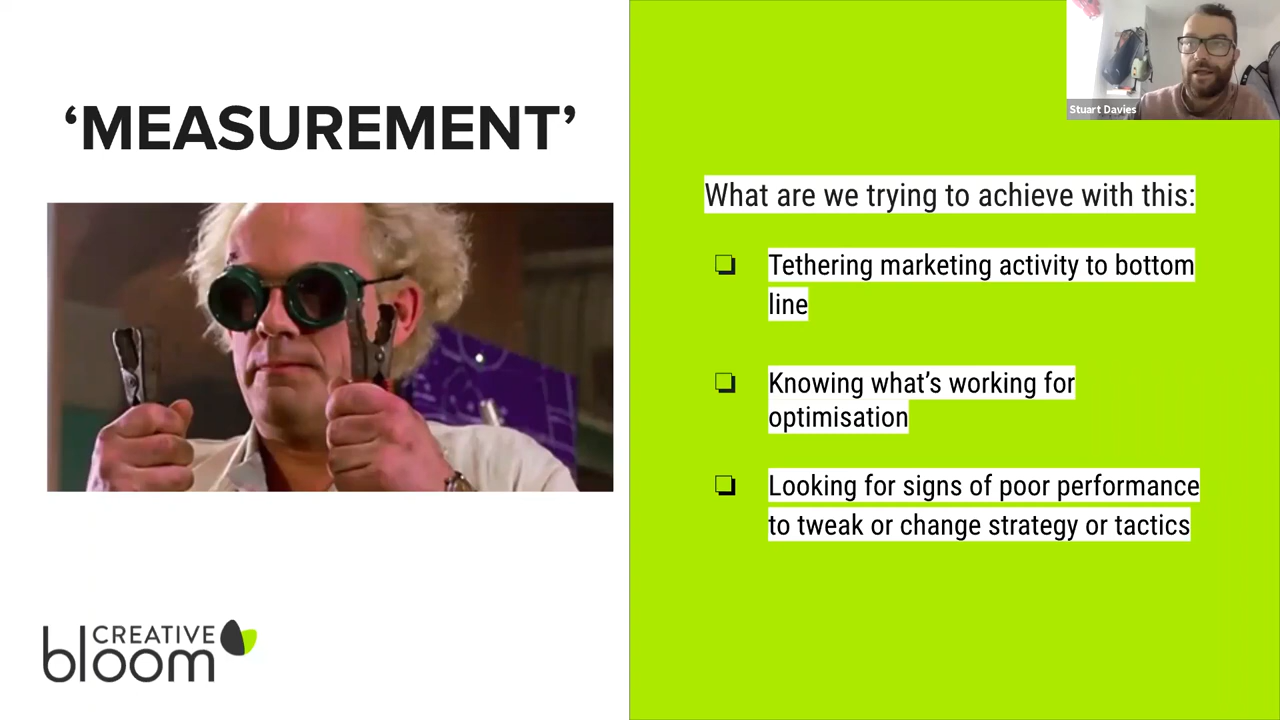 ‘MEASUREMENT’
Stuart Davies
What are we trying to achieve with this:
❏ Tethering marketing activity to bottom
line
❏ Knowing what’s working for
optimisation
❏ Looking for signs of poor performance
to tweak or change strategy or tactics
CREATIVE
bloom